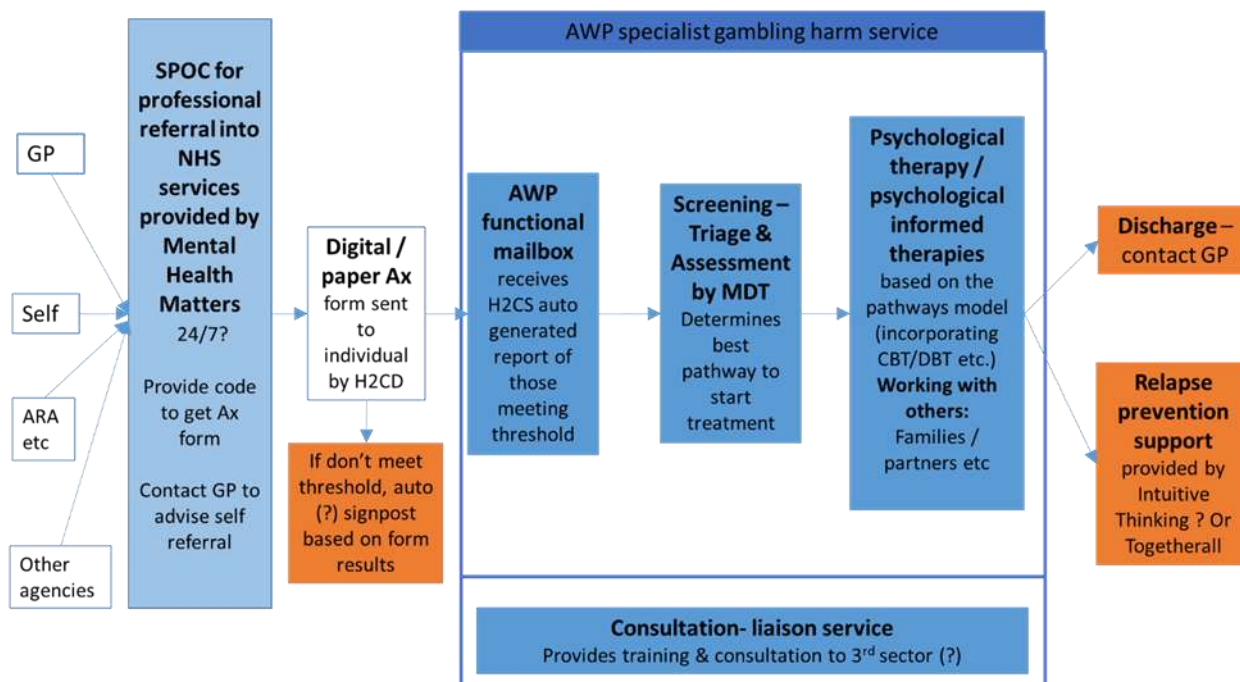 AWP specialist gambling harm service
GP
Self
ARA
etc
Other
agencies
SPOC for
professional
referral into
NHS
services
provided by
Mental
Health
Matters
24/7?
Provide code
to get Ax
form
Contact GP to
advise self
referral
Digital /
paper Ax
form sent
to
individual
by H2CD
If don’t meet
threshold, auto
(?) signpost
based on form
results
AWP
functional
mailbox
receives
H2CS auto
generated
report of
those
meeting
threshold
Screening –
Triage &
Assessment
by MDT
Determines
best
pathway to
start
treatment
Psychological
therapy /
psychological
informed
therapies
based on the
pathways model
(incorporating
CBT/DBT etc.)
Working with
others:
Families /
partners etc
Discharge –
contact GP
Relapse
prevention
support
provided by
Intuitive
Thinking ? Or
Togetherall
Consultation- liaison service
Provides training & consultation to 3rd sector (?)